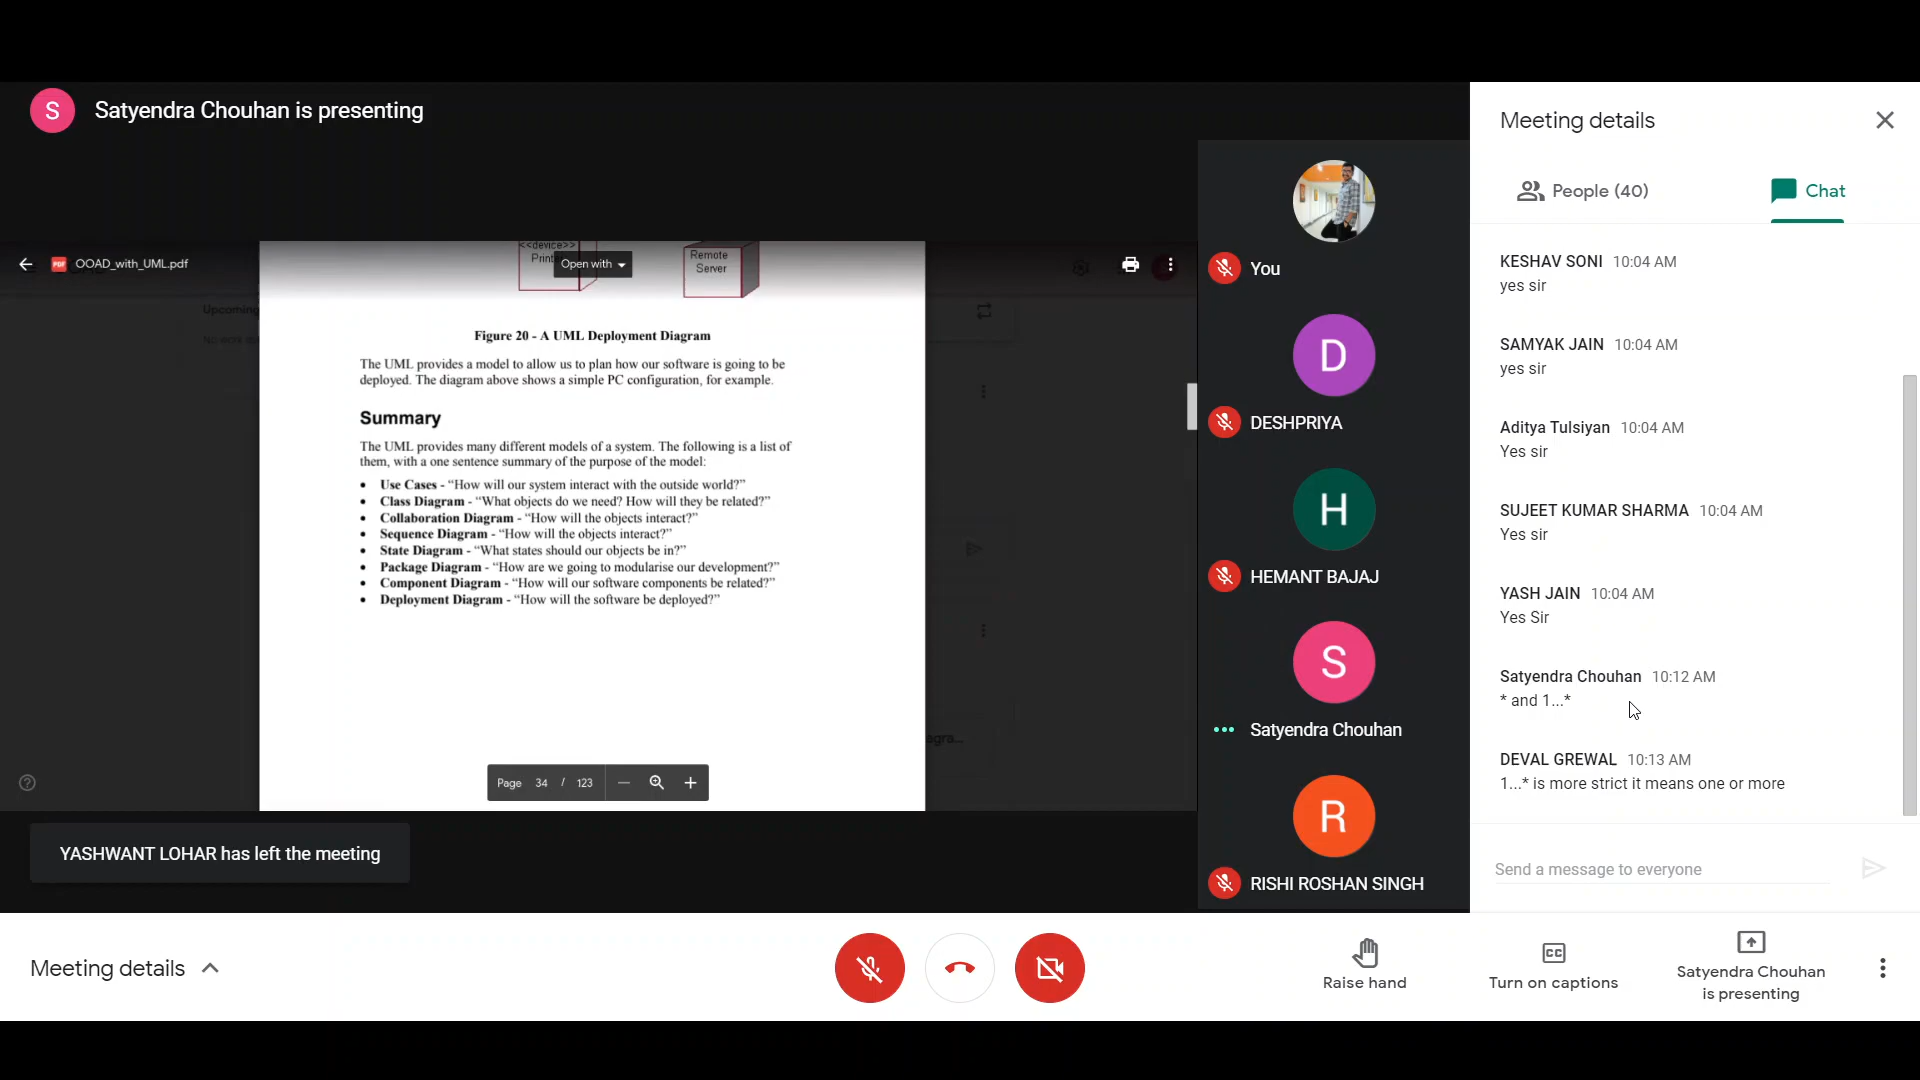 S Satyendra Chouhan is presenting
Meeting details
People (40)
Chat
PDF OOAD_with_UML.pdf
<<device>>
Open with
Remote
Server
Upcoming
Figure 20 - A UML Deployment Diagram
The UML provides a model to allow us to plan how our software is going to be
deployed. The diagram above shows a simple PC configuration, for example.
Summary
The UML provides many different models of a system. The following is a list of
them, with a one sentence summary of the purpose of the model:
• Use Cases - “How will our system interact with the outside world?”
• Class Diagram - “What objects do we need? How will they be related?”
• Collaboration Diagram - “How will the objects interact?”
• Sequence Diagram - “How will the objects interact?”
• State Diagram - “What states should our objects be in?”
• Package Diagram - “How are we going to modularise our development?”
• Component Diagram - “How will our software components be related?”
• Deployment Diagram - “How will the software be deployed?”
Page 34 / 123
YASHWANT LOHAR has left the meeting
You
D
DESHPRIYA
H
HEMANT BAJAJ
S
Satyendra Chouhan
R
RISHI ROSHAN SINGH
KESHAV SONI 10:04 AM
yes sir
SAMYAK JAIN 10:04 AM
yes sir
Aditya Tulsiyan 10:04 AM
Yes sir
SUJEET KUMAR SHARMA 10:04 AM
Yes sir
YASH JAIN 10:04 AM
Yes Sir
Satyendra Chouhan 10:12 AM
* and 1...*
DEVAL GREWAL 10:13 AM
1...* is more strict it means one or more
Send a message to everyone
Meeting details
Raise hand
CC
Turn on captions
Satyendra Chouhan
is presenting